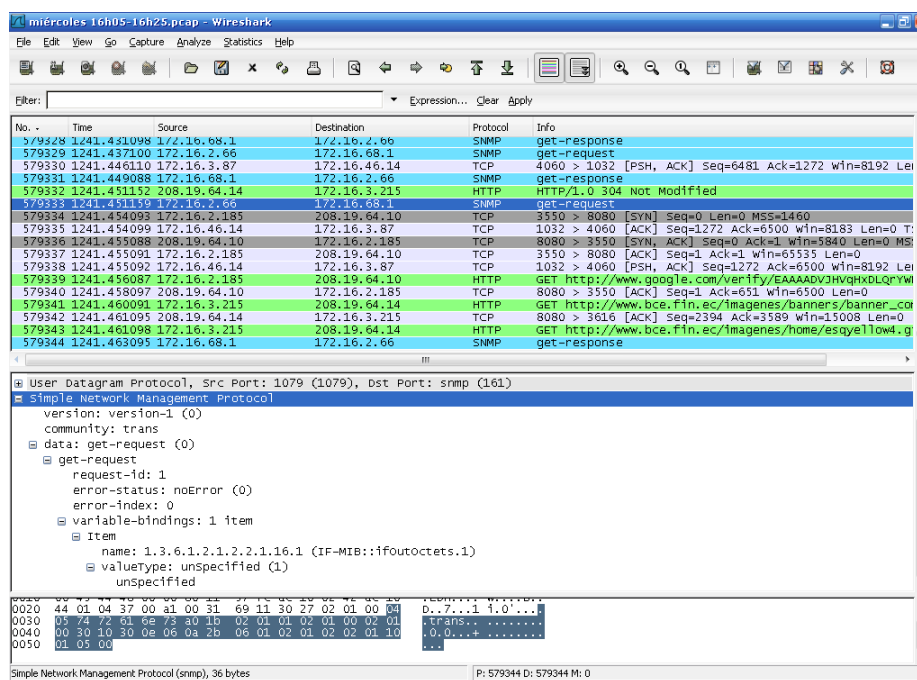 miércoles 16h05-16h25.pcap - Wireshark
File Edit View Go Capture Analyze Statistics Help
Filter: Expression... Clear Apply
No. - Time Source Destination Protocol Info
579328 1241.431098 172.16.68.1 172.16.2.66 SNMP get-response
579329 1241.437100 172.16.2.66 172.16.68.1 SNMP get-request
579330 1241.446110 172.16.3.87 172.16.46.14 TCP 4060 > 1032 [PSH, ACK] Seq=6481 Ack=1272 Win=8192 Len
579331 1241.449088 172.16.68.1 172.16.2.66 SNMP get-response
579332 1241.451152 208.19.64.14 172.16.3.215 HTTP HTTP/1.0 304 Not Modified
579333 1241.451159 172.16.2.66 172.16.68.1 SNMP get-request
579334 1241.454093 172.16.2.185 208.19.64.10 TCP 3550 > 8080 [SYN] Seq=0 Len=0 MSS=1460
579335 1241.454099 172.16.46.14 172.16.3.87 TCP 1032 > 4060 [ACK] Seq=1272 Ack=6500 Win=8183 Len=0 T
579336 1241.455088 208.19.64.10 172.16.2.185 TCP 8080 > 3550 [SYN, ACK] Seq=0 Ack=1 Win=5840 Len=0 MS
579337 1241.455091 172.16.2.185 208.19.64.10 TCP 3550 > 8080 [ACK] Seq=1 Ack=1 Win=65535 Len=0
579338 1241.455092 172.16.46.14 172.16.3.87 TCP 1032 > 4060 [PSH, ACK] Seq=1272 Ack=6500 Win=8192 Le
579339 1241.456087 172.16.2.185 208.19.64.10 HTTP GET http://www.google.com/verify/EAAAADVJHVqHxDLQrYW
579340 1241.458097 208.19.64.10 172.16.2.185 TCP 8080 > 3550 [ACK] Seq=1 Ack=651 Win=6500 Len=0
579341 1241.460091 172.16.3.215 208.19.64.14 HTTP GET http://www.bce.fin.ec/imagenes/banners/banner_com
579342 1241.461095 208.19.64.14 172.16.3.215 TCP 8080 > 3616 [ACK] Seq=2394 Ack=3589 Win=15008 Len=0
579343 1241.461098 172.16.3.215 208.19.64.14 HTTP GET http://www.bce.fin.ec/imagenes/home/esqyellow4.g
579344 1241.463095 172.16.68.1 172.16.2.66 SNMP get-response
User Datagram Protocol, Src Port: 1079 (1079), Dst Port: snmp (161)
Simple Network Management Protocol
version: version-1 (0)
community: trans
data: get-request (0)
get-request
request-id: 1
error-status: noError (0)
error-index: 0
variable-bindings: 1 item
Item
name: 1.3.6.1.2.1.2.2.1.16.1 (IF-MIB::ifOutOctets.1)
valueType: unSpecified (1)
unSpecified
0020 44 01 04 37 00 a1 00 31 69 11 30 27 02 01 00 04 D..7...1 i.0'....
0030 05 74 72 61 6e 73 a0 1b 02 01 01 02 01 00 02 01 .trans.. ........
0040 00 30 10 30 0e 06 0a 2b 06 01 02 01 02 02 01 10 .0.0...+ ........
0050 01 05 00 ...
Simple Network Management Protocol (snmp), 36 bytes P: 579344 D: 579344 M: 0